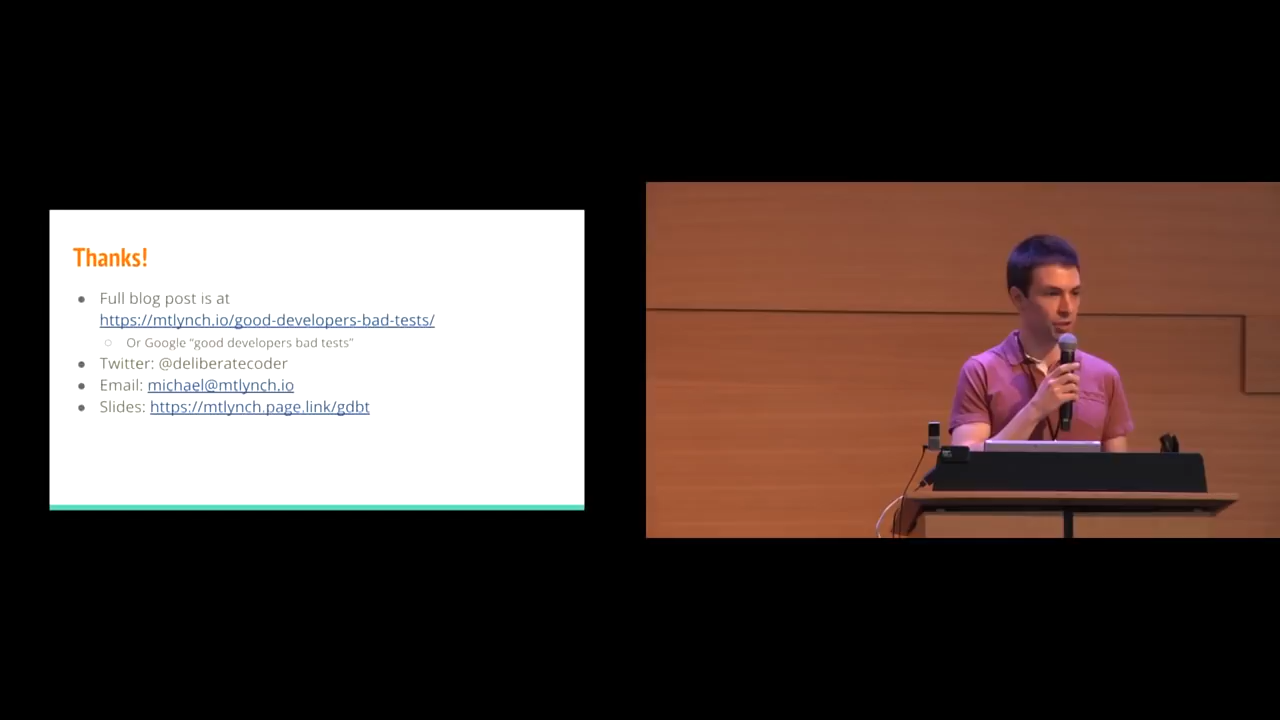 Thanks!
Full blog post is at
https://mtlynch.io/good-developers-bad-tests/
Or Google “good developers bad tests”
Twitter: @deliberatecoder
Email: michael@mtlynch.io
Slides: https://mtlynch.page.link/gdbt